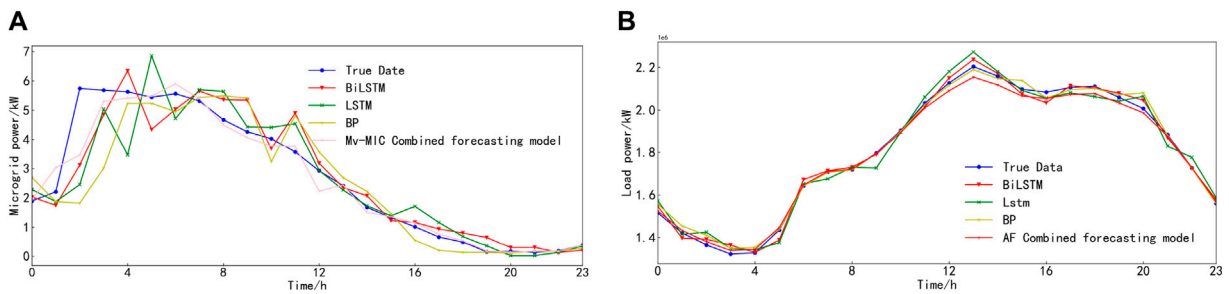 A
Microgrid power/kW
7
6
5
4
3
2
1
0
True Date
BiLSTM
LSTM
BP
Mv-MIC Combined forecasting model
0 4 8 12 16 20 23
Time/h
B
1e6
Load power/kW
2.2
2.0
1.8
1.6
1.4
True Data
BiLSTM
Lstm
BP
AF Combined forecasting model
0 4 8 12 16 20 23
Time/h